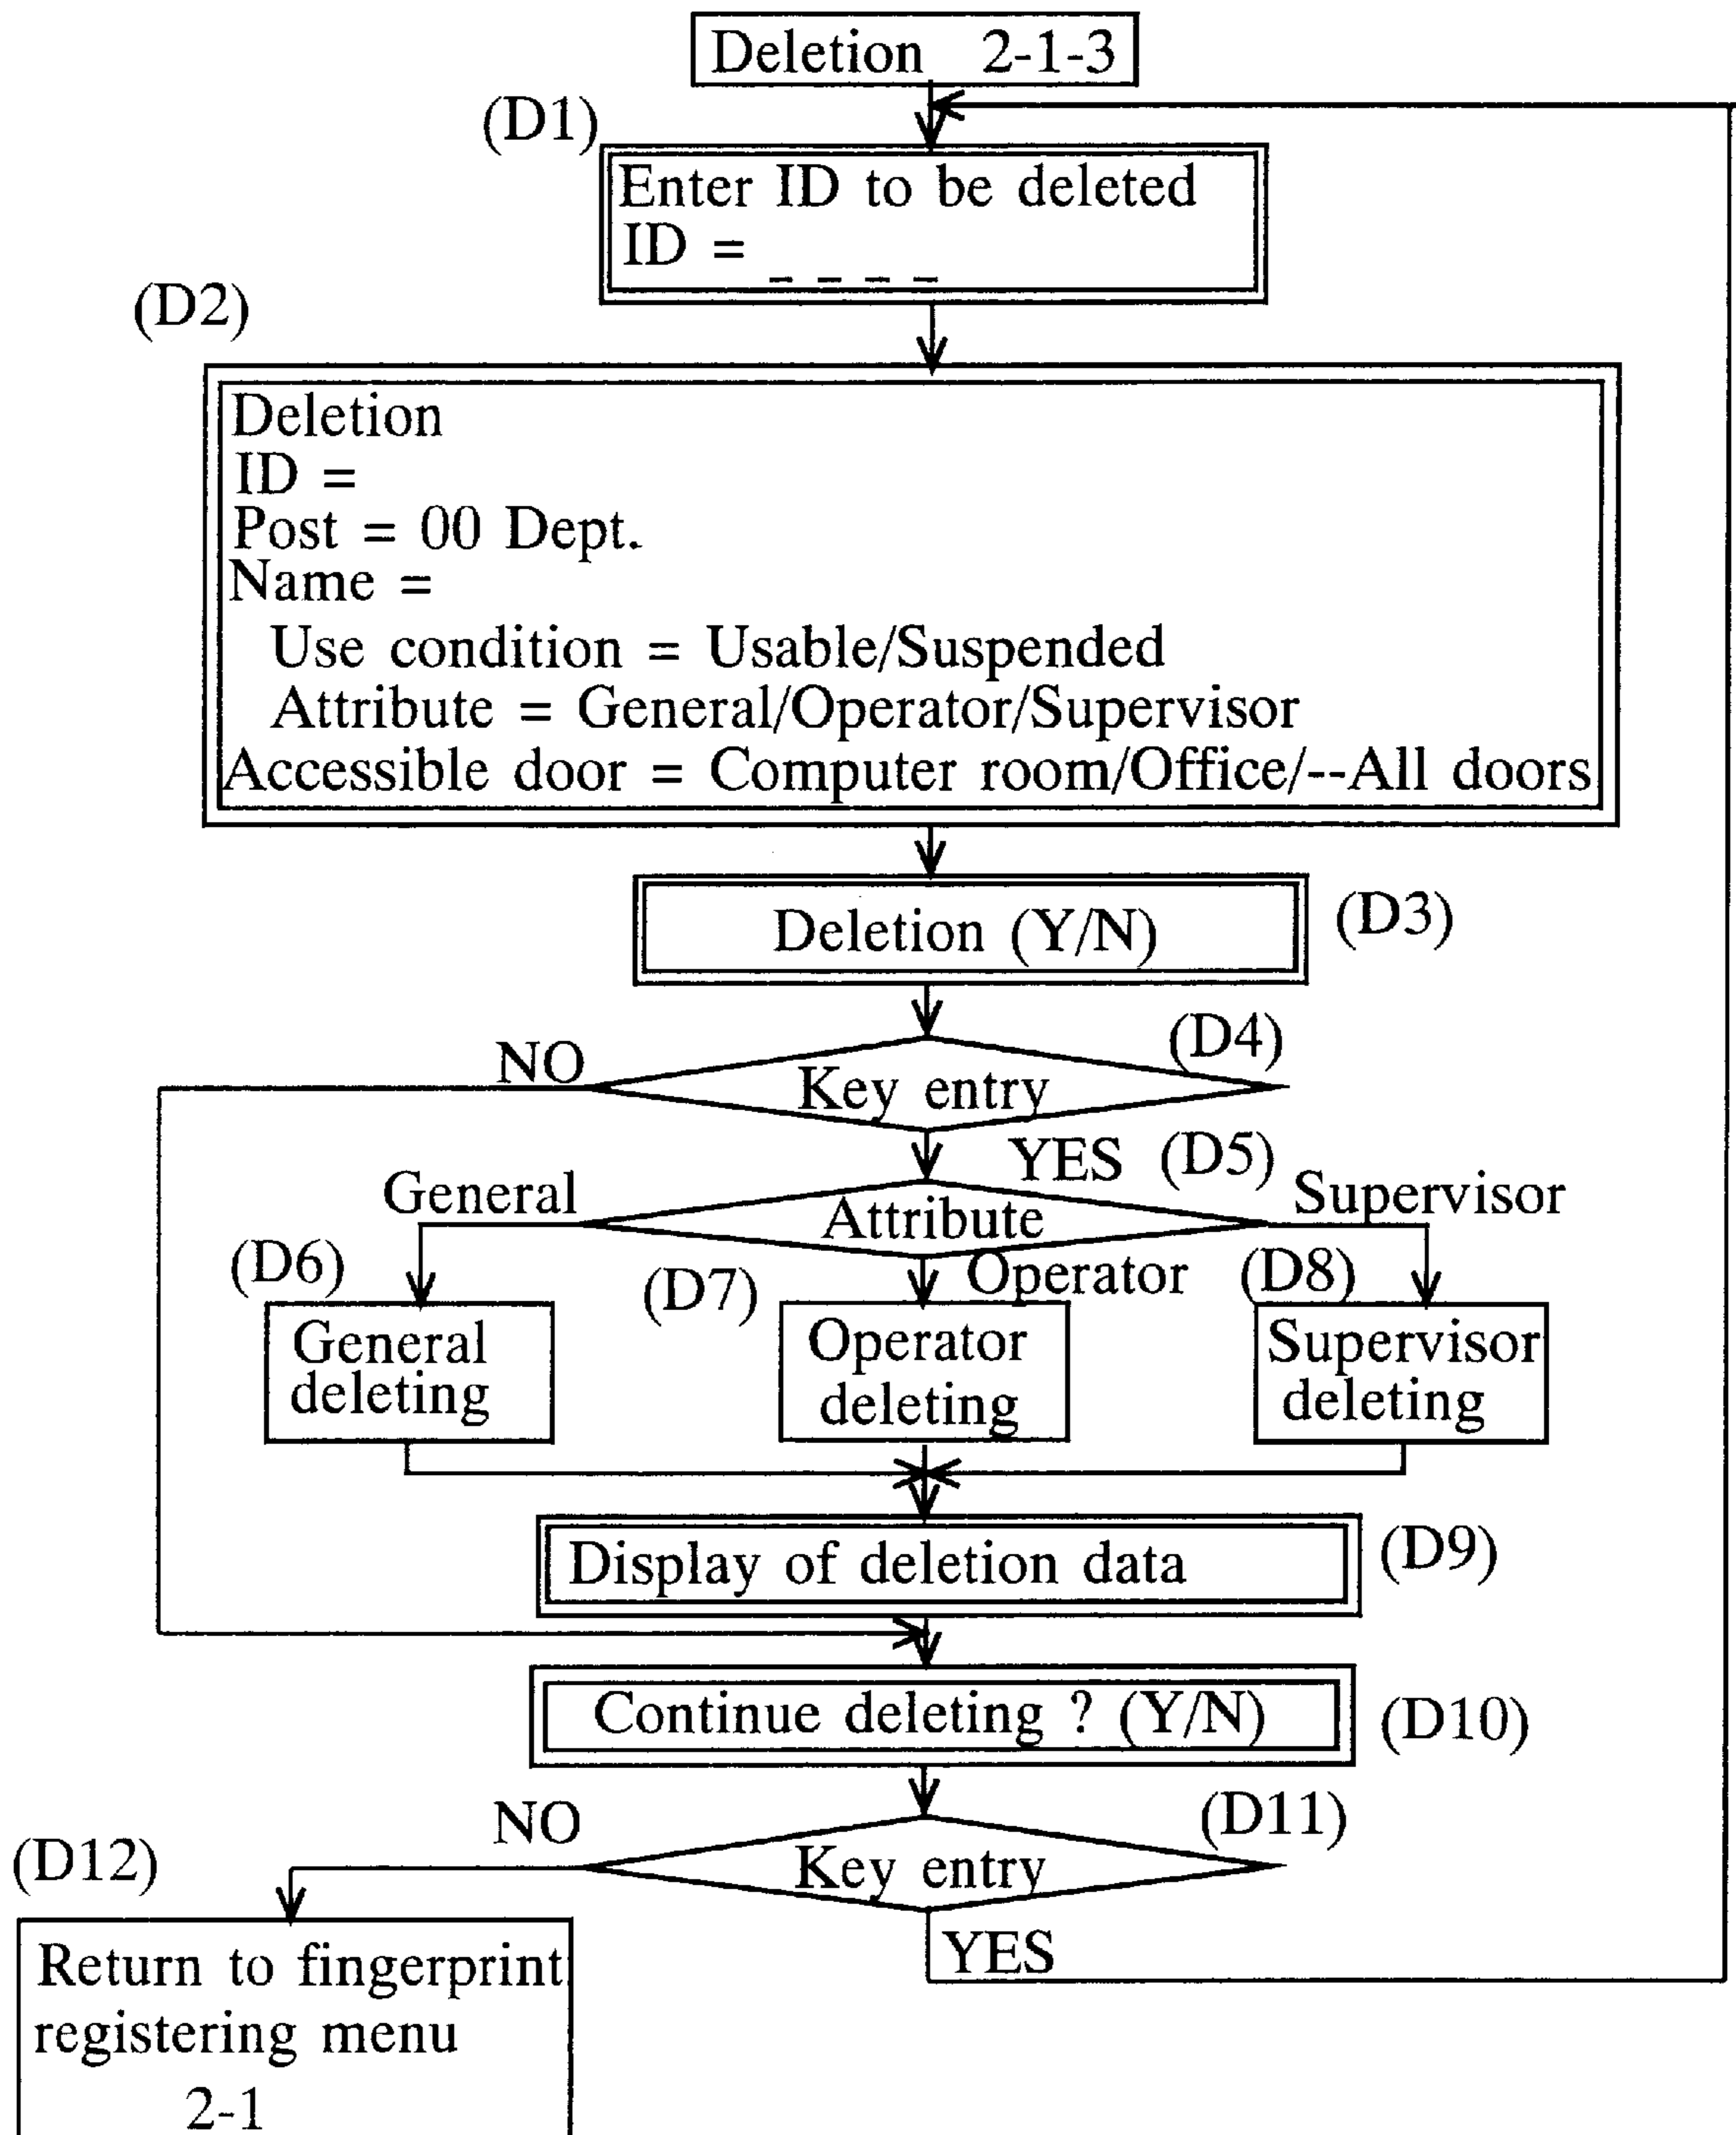 Deletion 2-1-3
(D1)
Enter ID to be deleted
ID = _ _ _ _
(D2)
Deletion
ID =
Post = 00 Dept.
Name =
Use condition = Usable/Suspended
Attribute = General/Operator/Supervisor
Accessible door = Computer room/Office/--All doors
Deletion (Y/N)
(D3)
(D4)
NO
Key entry
YES
(D5)
General
Attribute
Supervisor
(D6)
(D7)
Operator
(D8)
General
deleting
Operator
deleting
Supervisor
deleting
Display of deletion data
(D9)
Continue deleting ? (Y/N)
(D10)
NO
(D11)
(D12)
Key entry
YES
Return to fingerprint
registering menu
2-1